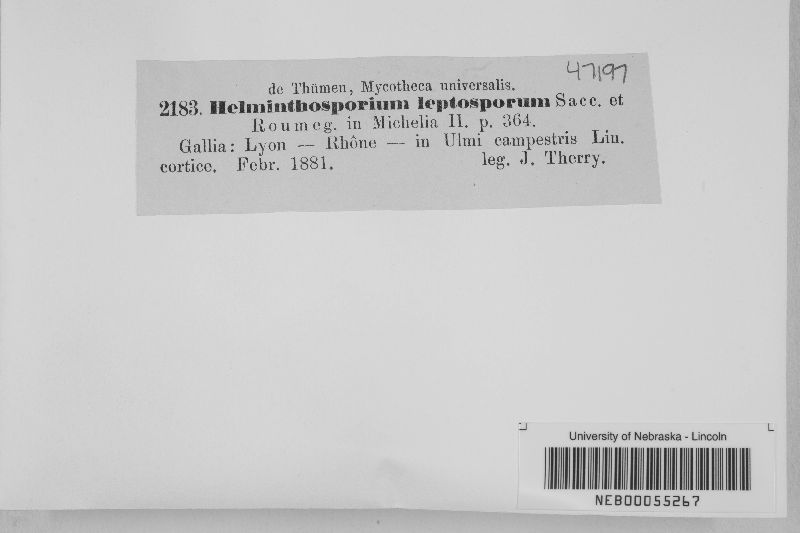 47197
de Thümen, Mycotheca universalis.
2183. Helminthosporium leptosporum Sacc. et
Roumeg. in Michelia II. p. 364.
Gallia: Lyon — Rhône — in Ulmi campestris Lin.
cortice. Febr. 1881. leg. J. Therry.
University of Nebraska - Lincoln
NEB00055267